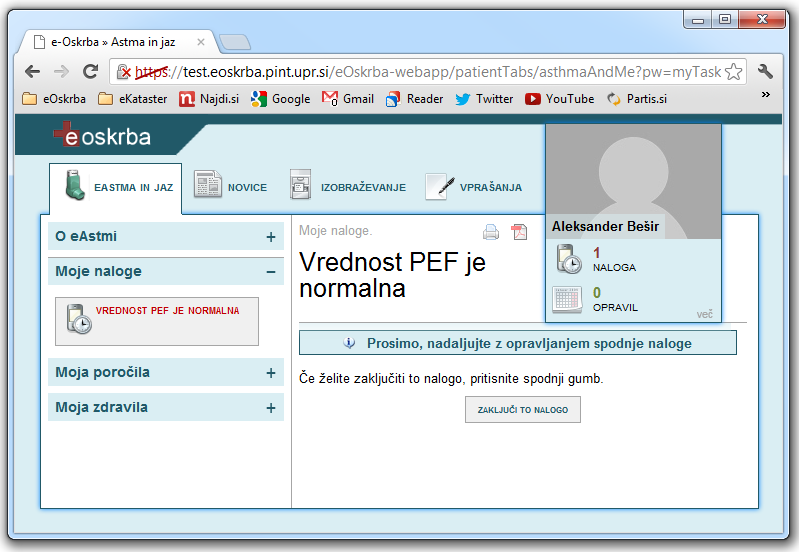 e-Oskrba » Astma in jaz
https://test.eoskrba.pint.upr.si/eOskrba-webapp/patientTabs/asthmaAndMe?pw=myTask
eOskrba eKataster Najdi.si Google Gmail Reader Twitter YouTube Partis.si »
eoskrba
EASTMA IN JAZ NOVICE IZOBRAŽEVANJE VPRAŠANJA
Aleksander Bešir
1
NALOGA
0
OPRAVIL
več
O eAstmi +
Moje naloge −
VREDNOST PEF JE NORMALNA
Moja poročila +
Moja zdravila +
Moje naloge.
Vrednost PEF je
normalna
Prosimo, nadaljujte z opravljanjem spodnje naloge
Če želite zaključiti to nalogo, pritisnite spodnji gumb.
ZAKLJUČI TO NALOGO